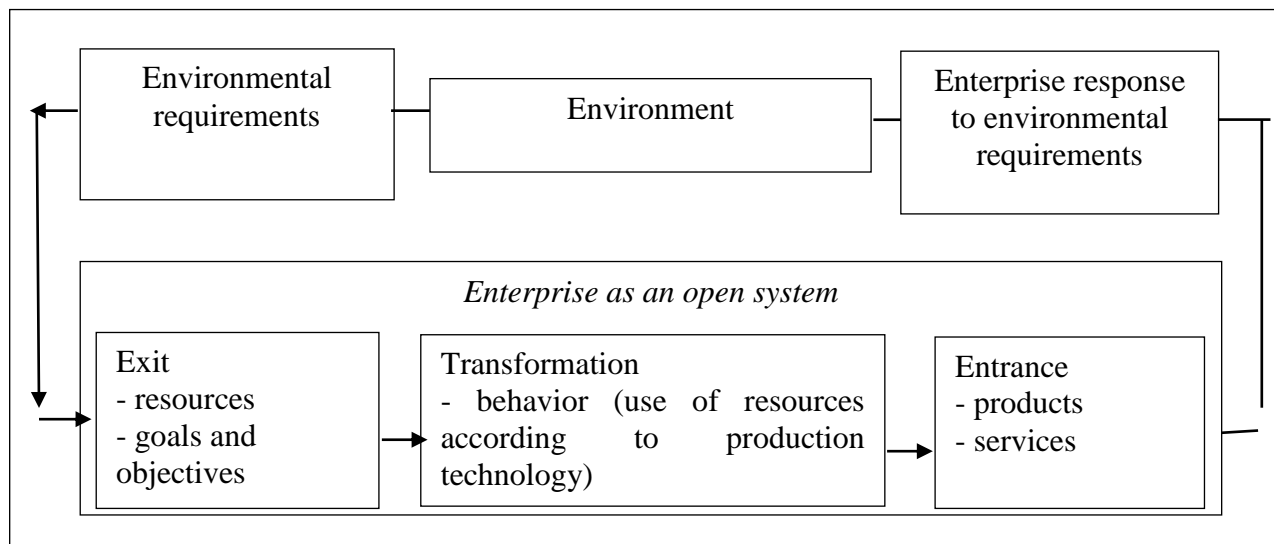 Environmental
requirements
Environment
Enterprise response
to environmental
requirements
Enterprise as an open system
Exit
- resources
- goals and
objectives
Transformation
- behavior (use of resources
according to production
technology)
Entrance
- products
- services